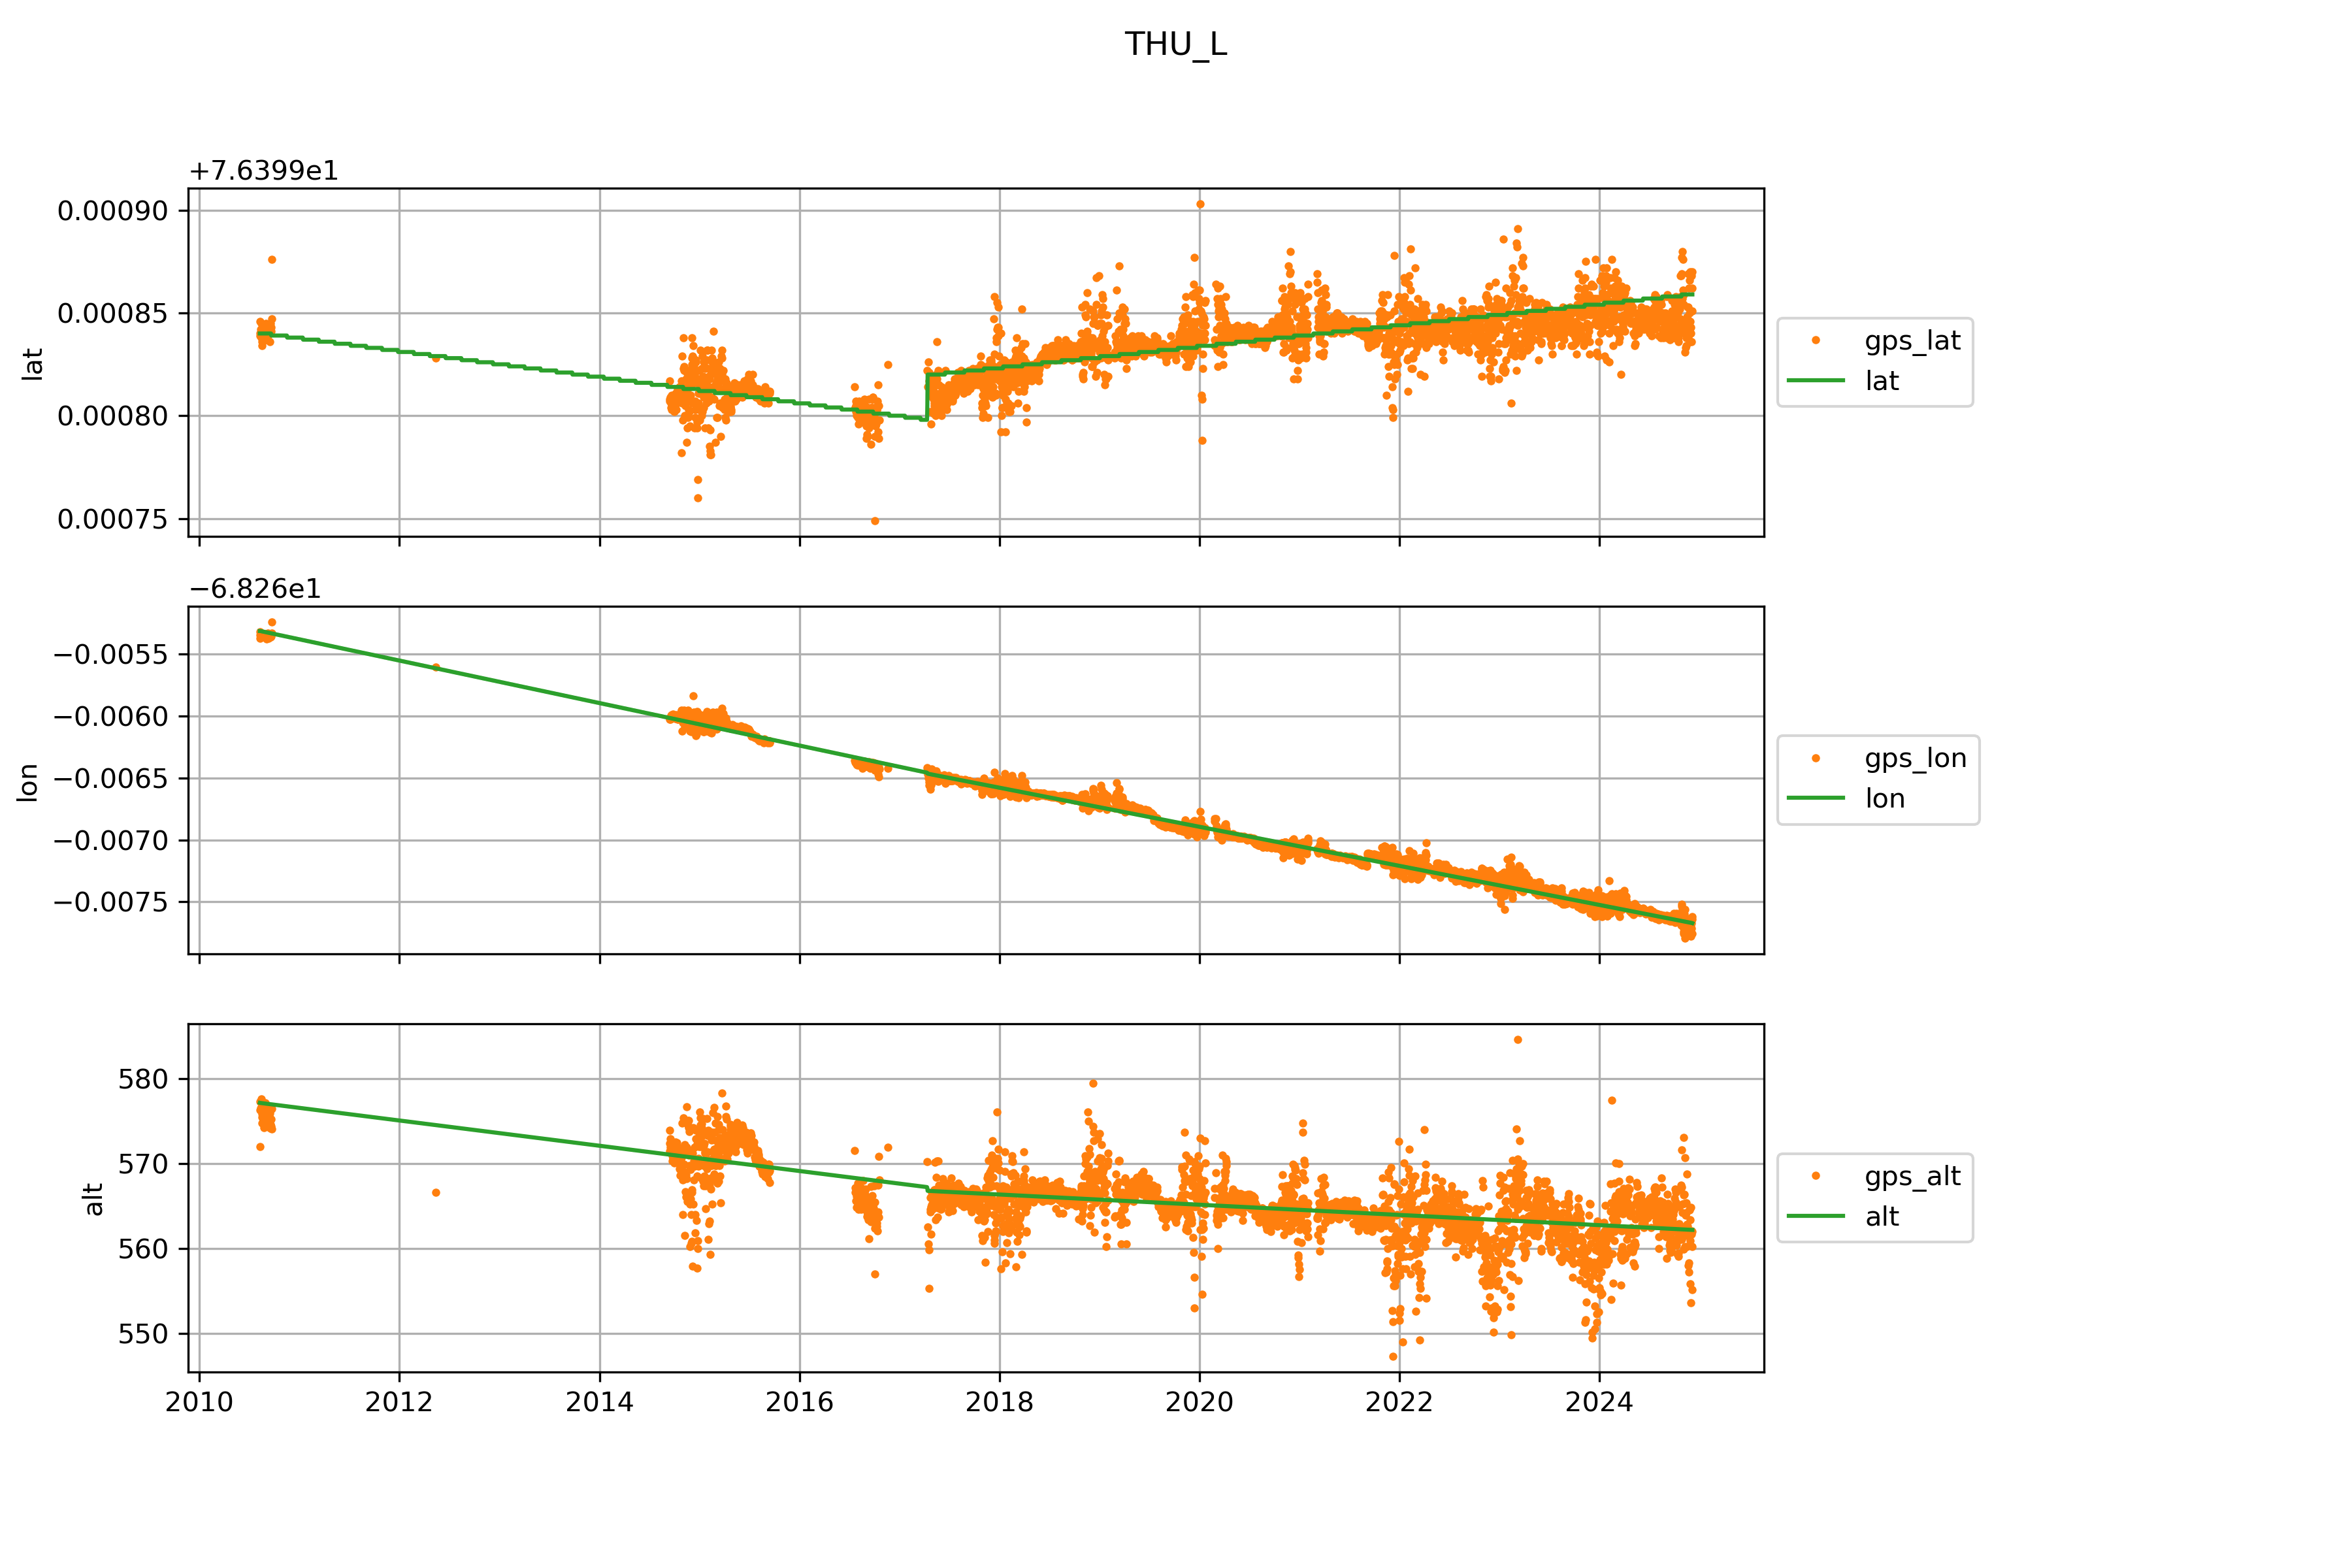 THU_L
+7.6399e1
0.00090
0.00085
0.00080
0.00075
lat
gps_lat
lat
−6.826e1
−0.0055
−0.0060
−0.0065
−0.0070
−0.0075
lon
gps_lon
lon
580
570
560
550
alt
gps_alt
alt
2010 2012 2014 2016 2018 2020 2022 2024